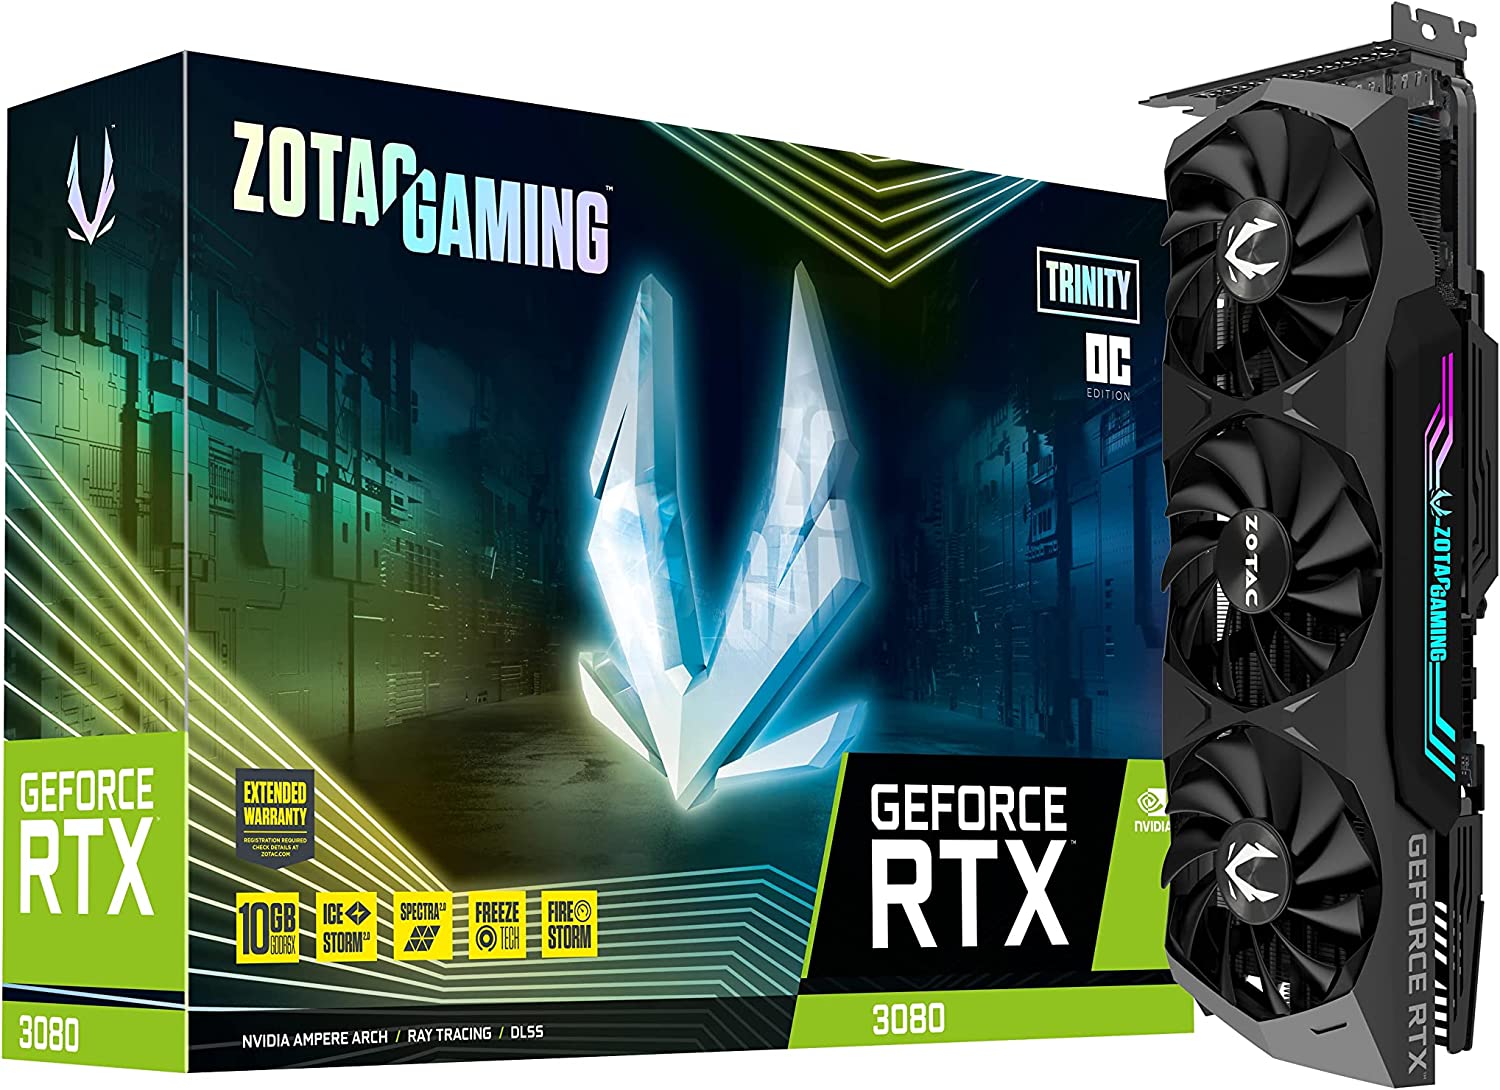 ZOTAC GAMING™
TRINITY
OC
EDITION
GEFORCE
RTX
3080
EXTENDED
WARRANTY
REGISTRATION REQUIRED
CHECK DETAILS AT
ZOTAC.COM
10GB
GDDR6X
ICE
STORM 2.0
SPECTRA 2.0
FREEZE
TECH
FIRE
STORM
NVIDIA AMPERE ARCH / RAY TRACING / DLSS
GEFORCE
RTX™
3080
NVIDIA
ZOTAC
ZOTAC GAMING
GEFORCE RTX